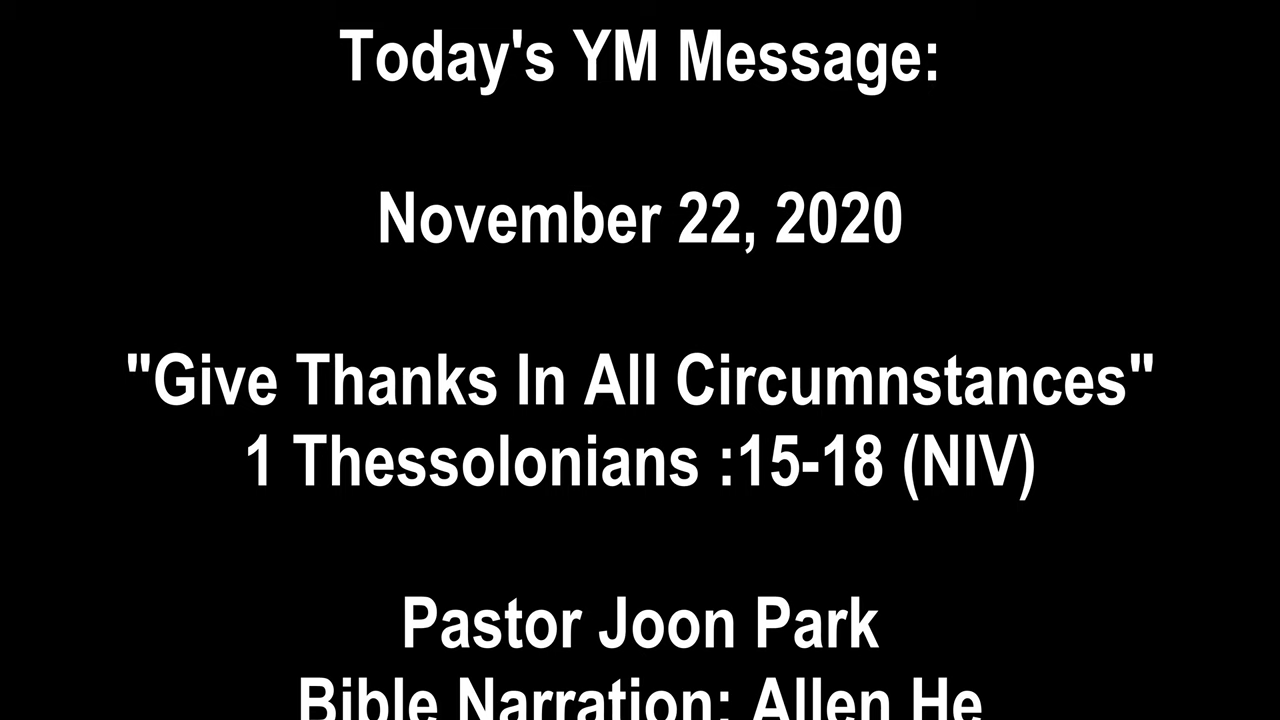 Today's YM Message:
November 22, 2020
"Give Thanks In All Circumnstances"
1 Thessolonians :15-18 (NIV)
Pastor Joon Park
Bible Narration: Allen He